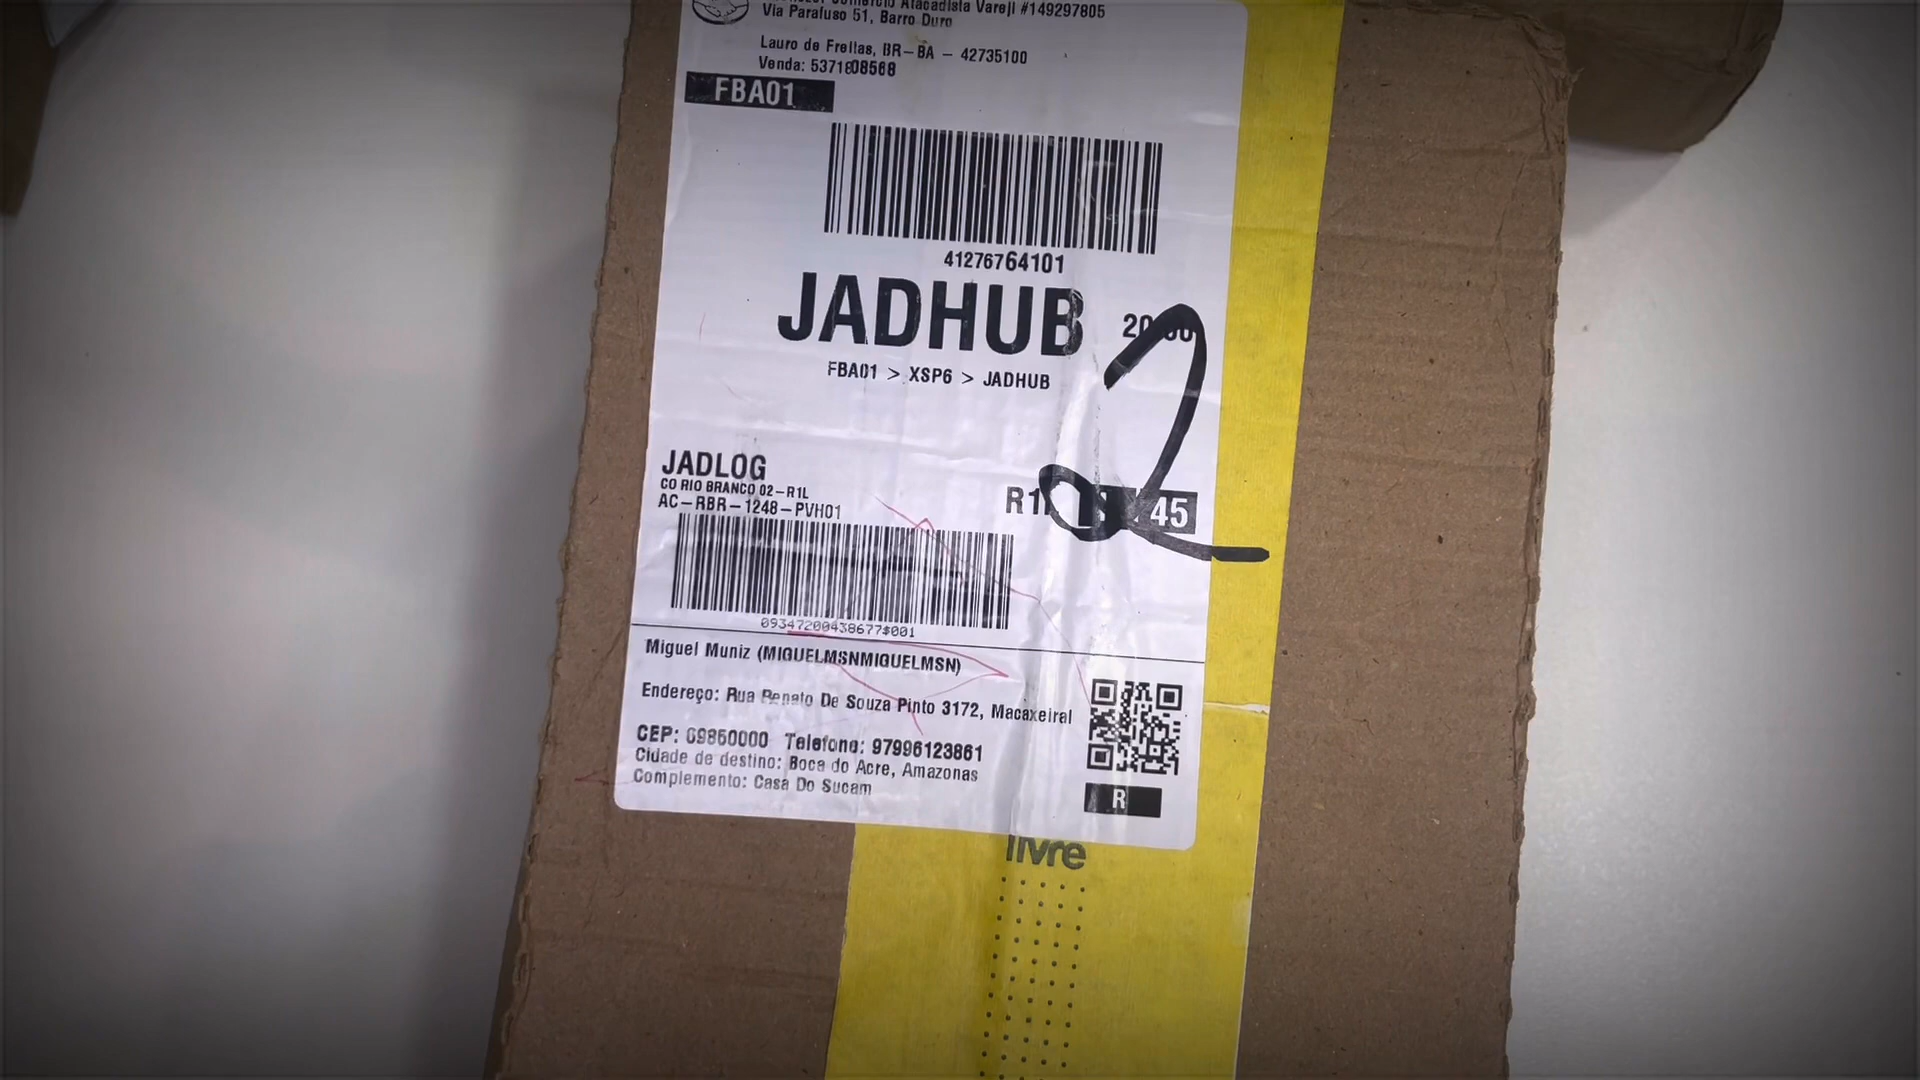 Comércio Atacadista Vareji #149297805
Via Parafuso 51, Barro Duro
Lauro de Freitas, BR-BA - 42735100
Venda: 5371808568
FBA01
41276764101
JADHUB
FBA01 > XSP6 > JADHUB
2
JADLOG
CO RIO BRANCO 02-R1L
AC-RBR-1248-PVH01
45
09347200438677$001
Miguel Muniz (MIGUELMSNMIGUELMSN)
Endereço: Rua Renato De Souza Pinto 3172, Macaxeiral
CEP: 69850000 Telefone: 97996123861
Cidade de destino: Boca do Acre, Amazonas
Complemento: Casa Do Sucam
R
livre